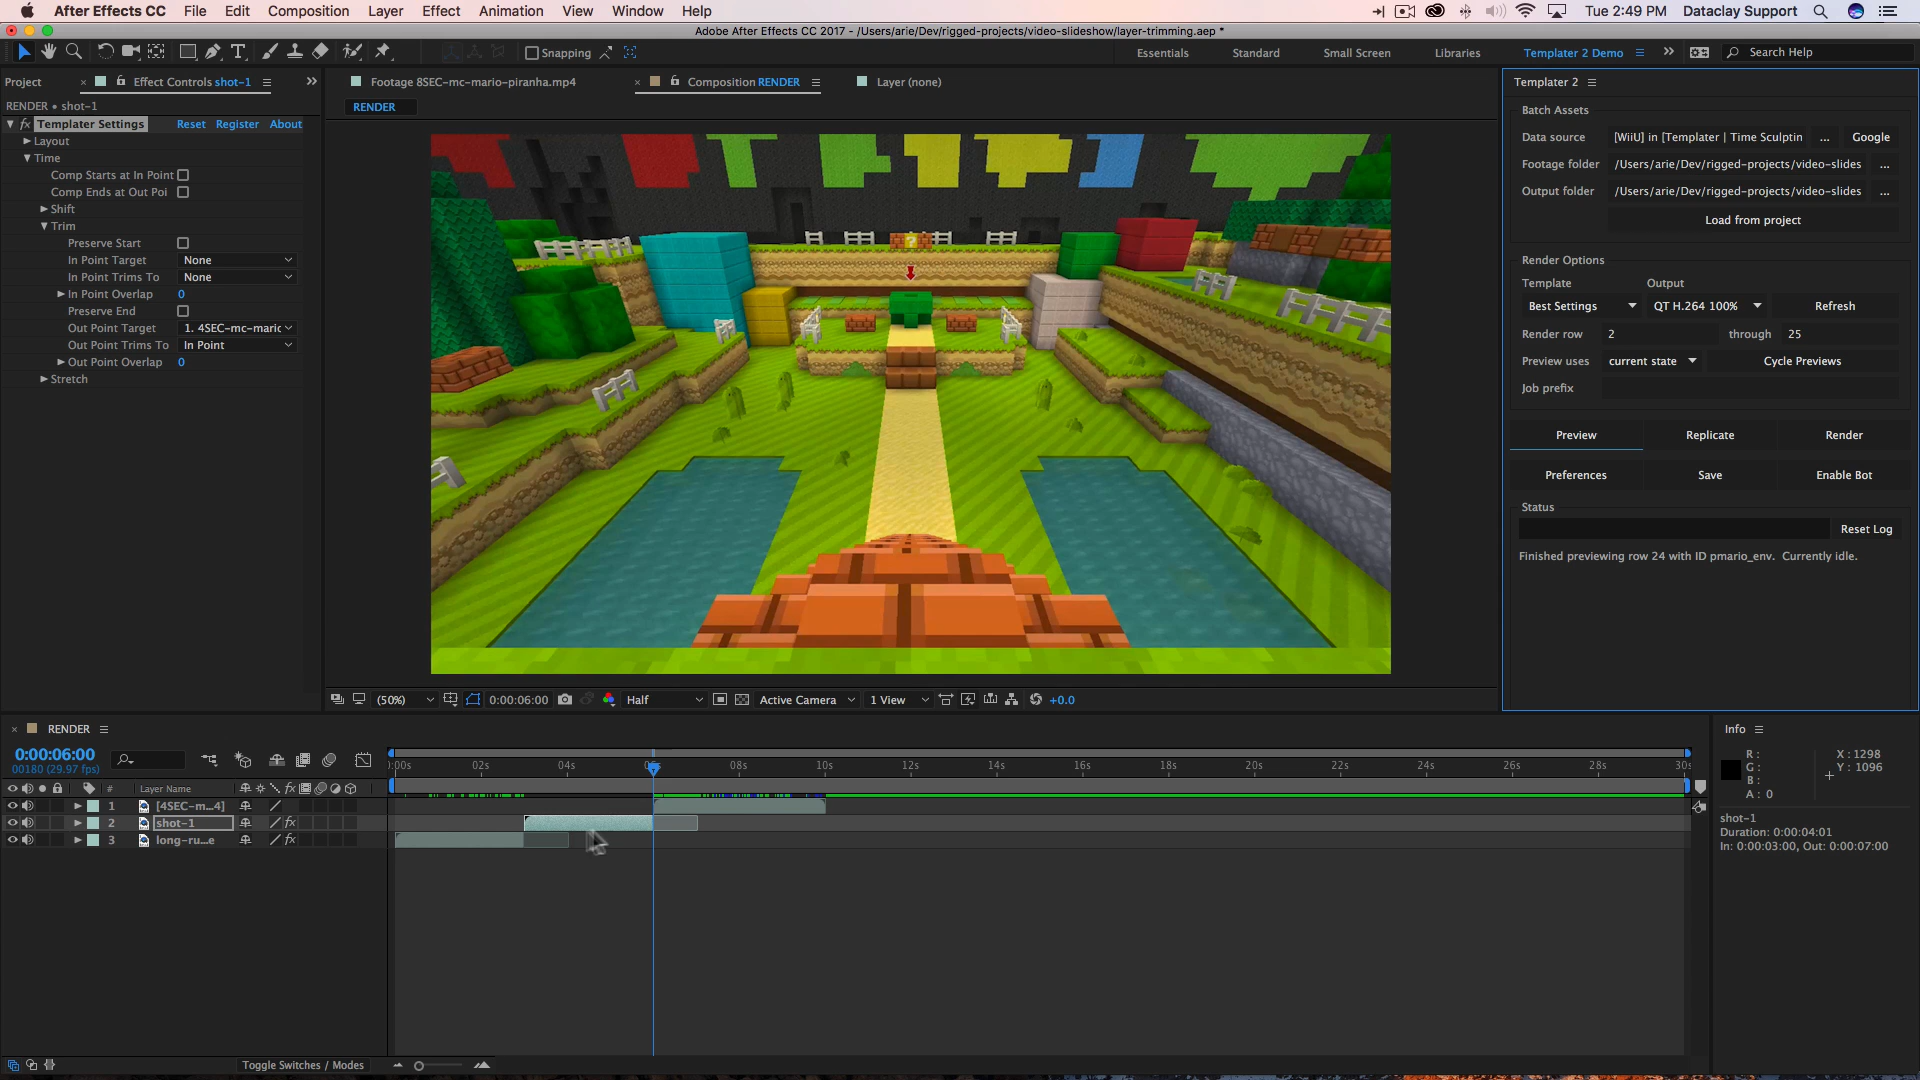 After Effects CC File Edit Composition Layer Effect Animation View Window Help Tue 2:49 PM Dataclay Support
Adobe After Effects CC 2017 - /Users/arie/Dev/rigged-projects/video-slideshow/layer-trimming.aep *
Snapping Essentials Standard Small Screen Libraries Templater 2 Demo Search Help
Project Effect Controls shot-1
RENDER • shot-1
fx Templater Settings Reset Register About
Layout
Time
Comp Starts at In Point
Comp Ends at Out Poi
Shift
Trim
Preserve Start
In Point Target None
In Point Trims To None
In Point Overlap 0
Preserve End
Out Point Target 1. 4SEC-mc-maric
Out Point Trims To In Point
Out Point Overlap 0
Stretch
Footage 8SEC-mc-mario-piranha.mp4 Composition RENDER Layer (none)
RENDER
(50%) 0:00:06:00 Half Active Camera 1 View +0.0
Templater 2
Batch Assets
Data source [WiiU] in [Templater | Time Sculptin ... Google
Footage folder /Users/arie/Dev/rigged-projects/video-slides ...
Output folder /Users/arie/Dev/rigged-projects/video-slides ...
Load from project
Render Options
Template Output
Best Settings QT H.264 100% Refresh
Render row 2 through 25
Preview uses current state Cycle Previews
Job prefix
Preview Replicate Render
Preferences Save Enable Bot
Status
Reset Log
Finished previewing row 24 with ID pmario_env. Currently idle.
RENDER
0:00:06:00
00180 (29.97 fps)
:00s 02s 04s 08s 10s 12s 14s 16s 18s 20s 22s 24s 26s 28s 30s
# Layer Name fx
1 [4SEC-m...4]
2 shot-1 fx
3 long-ru...e fx
Toggle Switches / Modes
Info
R: X: 1298
G: Y: 1096
B:
A: 0
shot-1
Duration: 0:00:04:01
In: 0:00:03:00, Out: 0:00:07:00